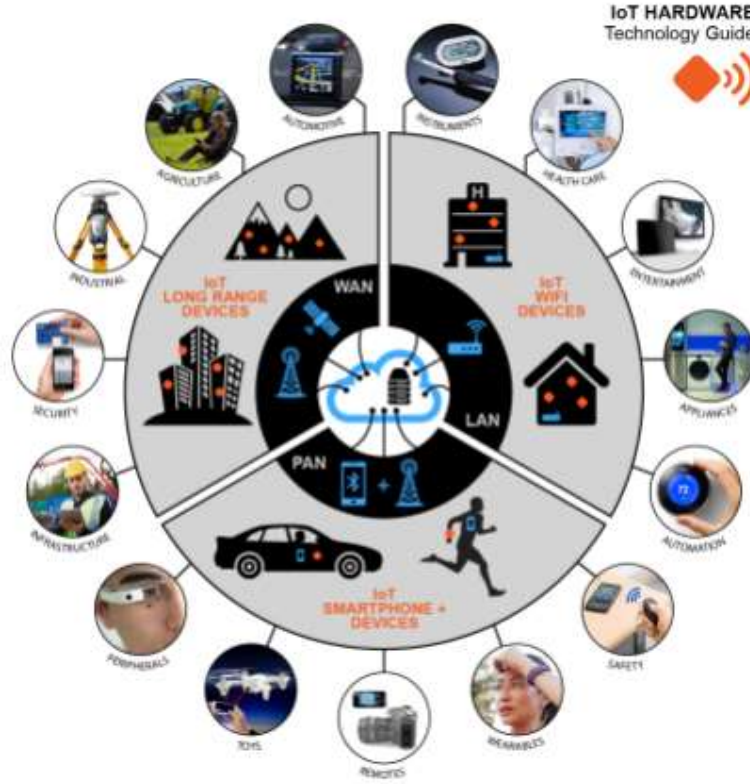 IoT HARDWARE
Technology Guide
AUTOMOTIVE
INSTRUMENTS
AGRICULTURE
HEALTH CARE
INDUSTRIAL
ENTERTAINMENT
SECURITY
APPLIANCES
INFRASTRUCTURE
AUTOMATION
PERIPHERALS
SAFETY
TOYS
WEARABLES
REMOTES
H
IoT
LONG RANGE
DEVICES
IoT
WIFI
DEVICES
WAN
LAN
PAN
+
IoT
SMARTPHONE +
DEVICES
72